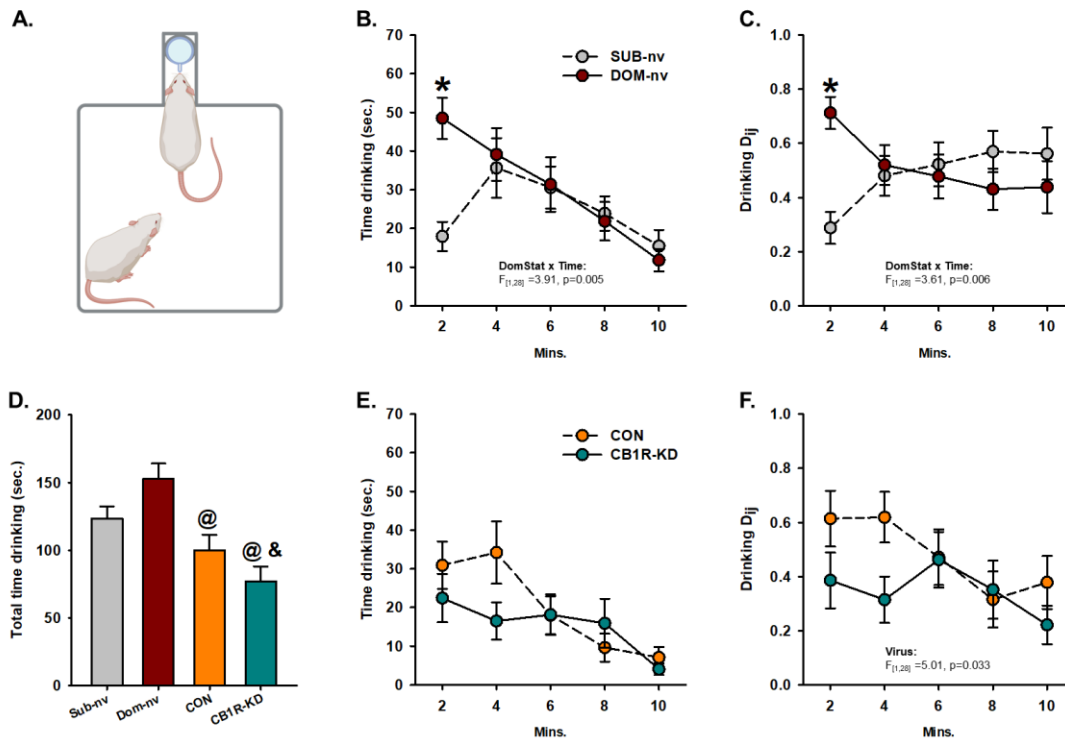 A.
B.
70
60
50
40
30
20
10
0
Time drinking (sec.)
*
SUB-nv
DOM-nv
DomStat x Time:
F[1,28] =3.91, p=0.005
2 4 6 8 10
Mins.
C.
1.0
0.8
0.6
0.4
0.2
0.0
Drinking Dij
*
DomStat x Time:
F[1,28] =3.61, p=0.006
2 4 6 8 10
Mins.
D.
200
150
100
50
0
Total time drinking (sec.)
@
@ &
Sub-nv Dom-nv CON CB1R-KD
E.
70
60
50
40
30
20
10
0
Time drinking (sec.)
CON
CB1R-KD
2 4 6 8 10
Mins.
F.
1.0
0.8
0.6
0.4
0.2
0.0
Drinking Dij
Virus:
F[1,28] =5.01, p=0.033
2 4 6 8 10
Mins.